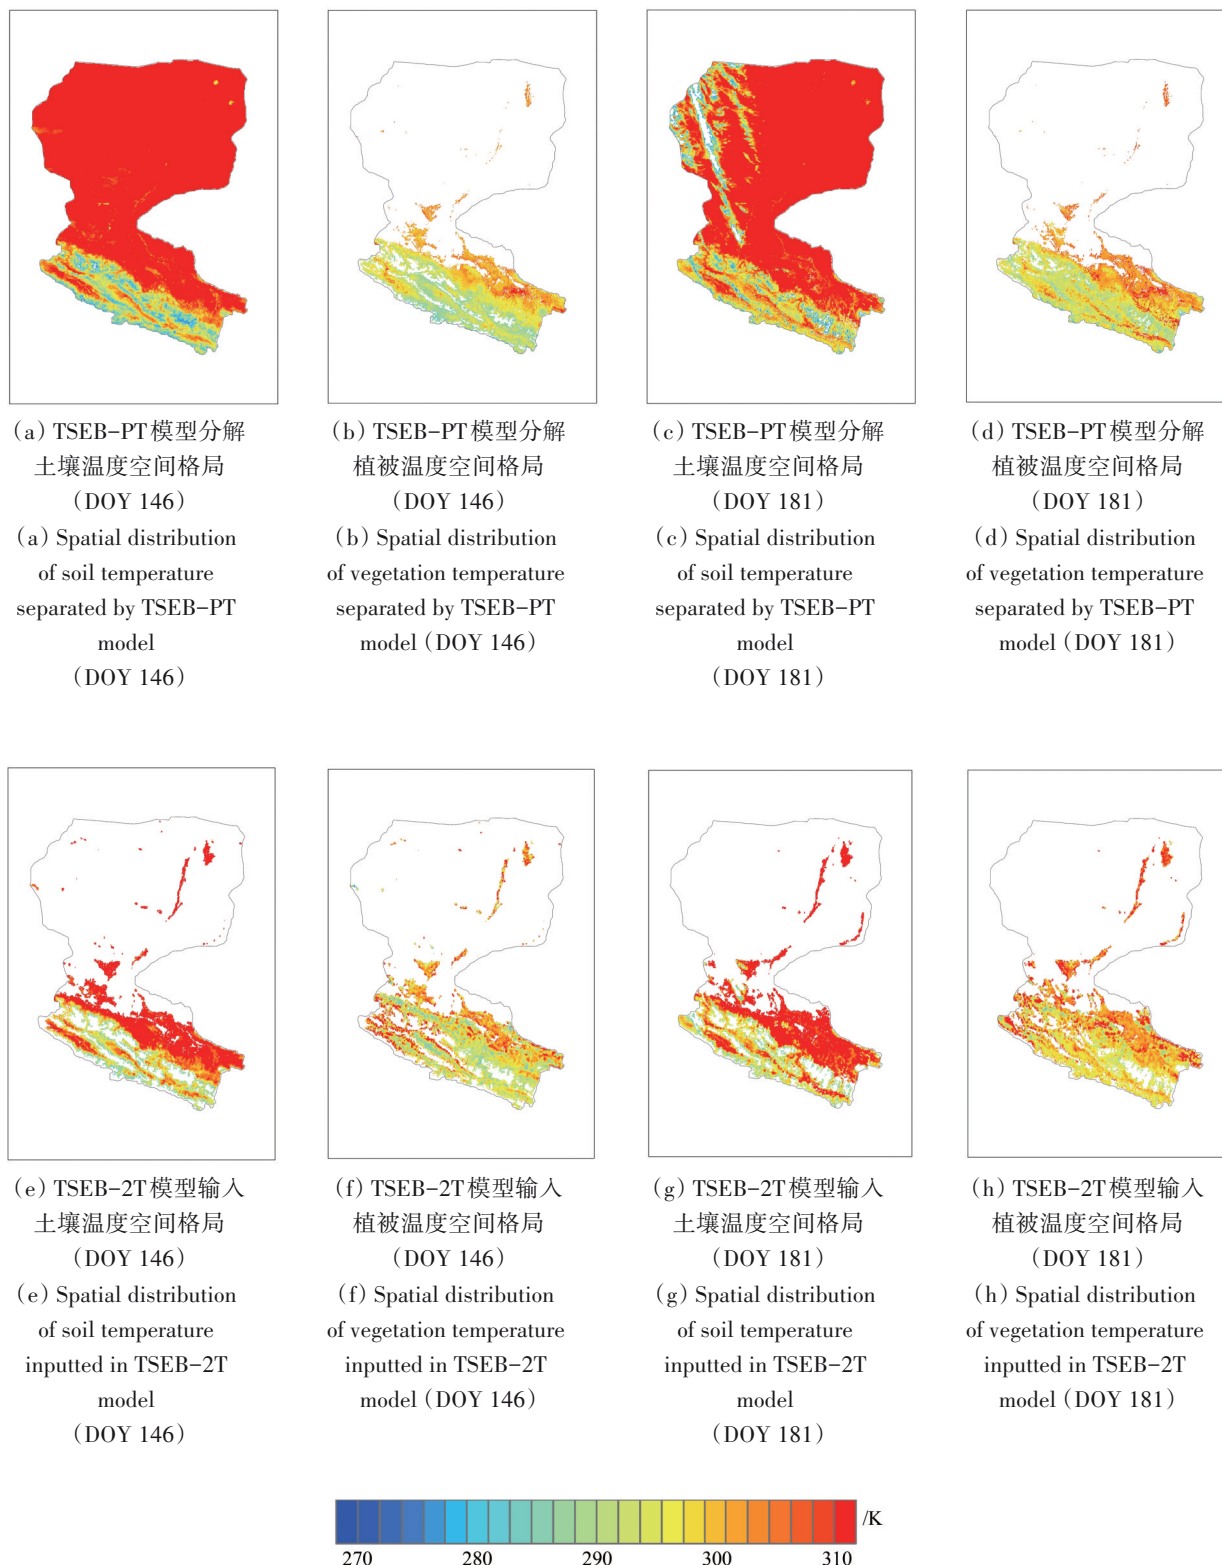 (a) TSEB-PT模型分解
土壤温度空间格局
(DOY 146)
(a) Spatial distribution
of soil temperature
separated by TSEB-PT
model
(DOY 146)
(b) TSEB-PT模型分解
植被温度空间格局
(DOY 146)
(b) Spatial distribution
of vegetation temperature
separated by TSEB-PT
model (DOY 146)
(c) TSEB-PT模型分解
土壤温度空间格局
(DOY 181)
(c) Spatial distribution
of soil temperature
separated by TSEB-PT
model
(DOY 181)
(d) TSEB-PT模型分解
植被温度空间格局
(DOY 181)
(d) Spatial distribution
of vegetation temperature
separated by TSEB-PT
model (DOY 181)
(e) TSEB-2T模型输入
土壤温度空间格局
(DOY 146)
(e) Spatial distribution
of soil temperature
inputted in TSEB-2T
model
(DOY 146)
(f) TSEB-2T模型输入
植被温度空间格局
(DOY 146)
(f) Spatial distribution
of vegetation temperature
inputted in TSEB-2T
model (DOY 146)
(g) TSEB-2T模型输入
土壤温度空间格局
(DOY 181)
(g) Spatial distribution
of soil temperature
inputted in TSEB-2T
model
(DOY 181)
(h) TSEB-2T模型输入
植被温度空间格局
(DOY 181)
(h) Spatial distribution
of vegetation temperature
inputted in TSEB-2T
model (DOY 181)
/K
270 280 290 300 310